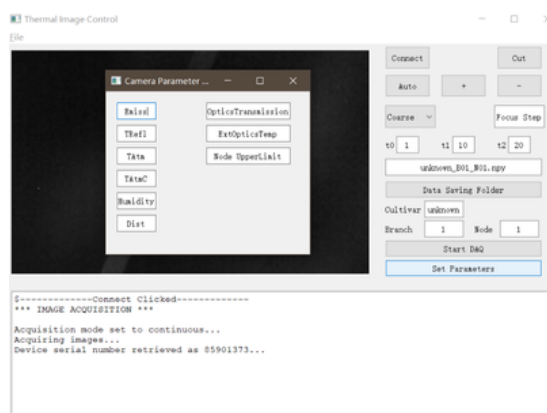 Thermal Image Control
File
Camera Parameter ...
Emiss
OpticsTransmission
TRefl
ExtOpticsTemp
TAtm
Node UpperLimit
TAtmC
Humidity
Dist
Connect
Cut
Auto
+
-
Coarse
Focus Step
t0 1 t1 10 t2 20
unknown_B01_N01.npy
Data Saving Folder
Cultivar unknown
Branch 1 Node 1
Start DAQ
Set Parameters
$-------------Connect Clicked-------------
*** IMAGE ACQUISITION ***
Acquisition mode set to continuous...
Acquiring images...
Device serial number retrieved as 85901373...